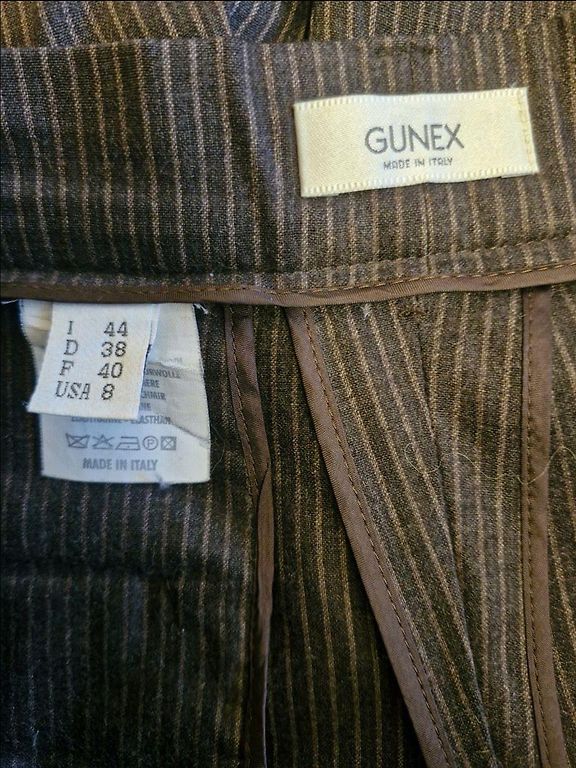 GUNEX
MADE IN ITALY
I 44
D 38
F 40
USA 8
MADE IN ITALY